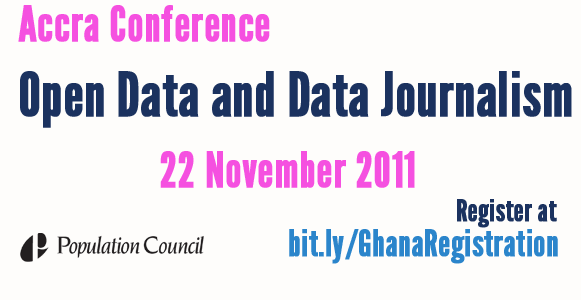 Accra Conference
Open Data and Data Journalism
22 November 2011
Register at
bit.ly/GhanaRegistration
Population Council